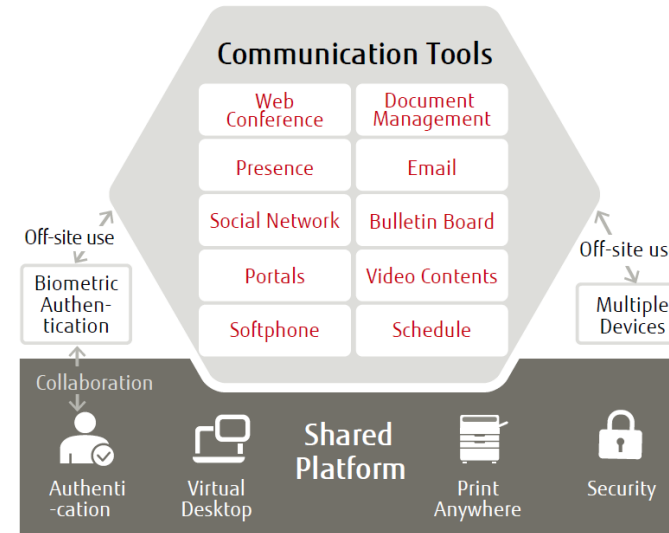 Communication Tools
Web
Conference
Document
Management
Presence
Email
Social Network
Bulletin Board
Portals
Video Contents
Softphone
Schedule
Off-site use
Biometric
Authen-
tication
Off-site us
Multiple
Devices
Collaboration
Shared
Platform
Authenti
-cation
Virtual
Desktop
Print
Anywhere
Security